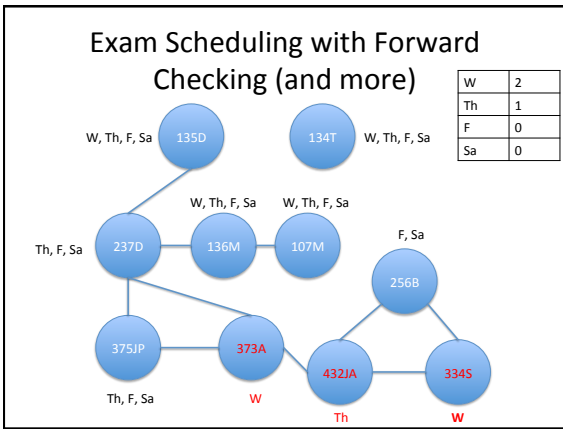 Exam Scheduling with Forward
Checking (and more)
W 2
Th 1
F 0
Sa 0
W, Th, F, Sa
135D
134T
W, Th, F, Sa
W, Th, F, Sa
W, Th, F, Sa
Th, F, Sa
237D
136M
107M
F, Sa
256B
375JP
373A
432JA
334S
Th, F, Sa
W
Th
W